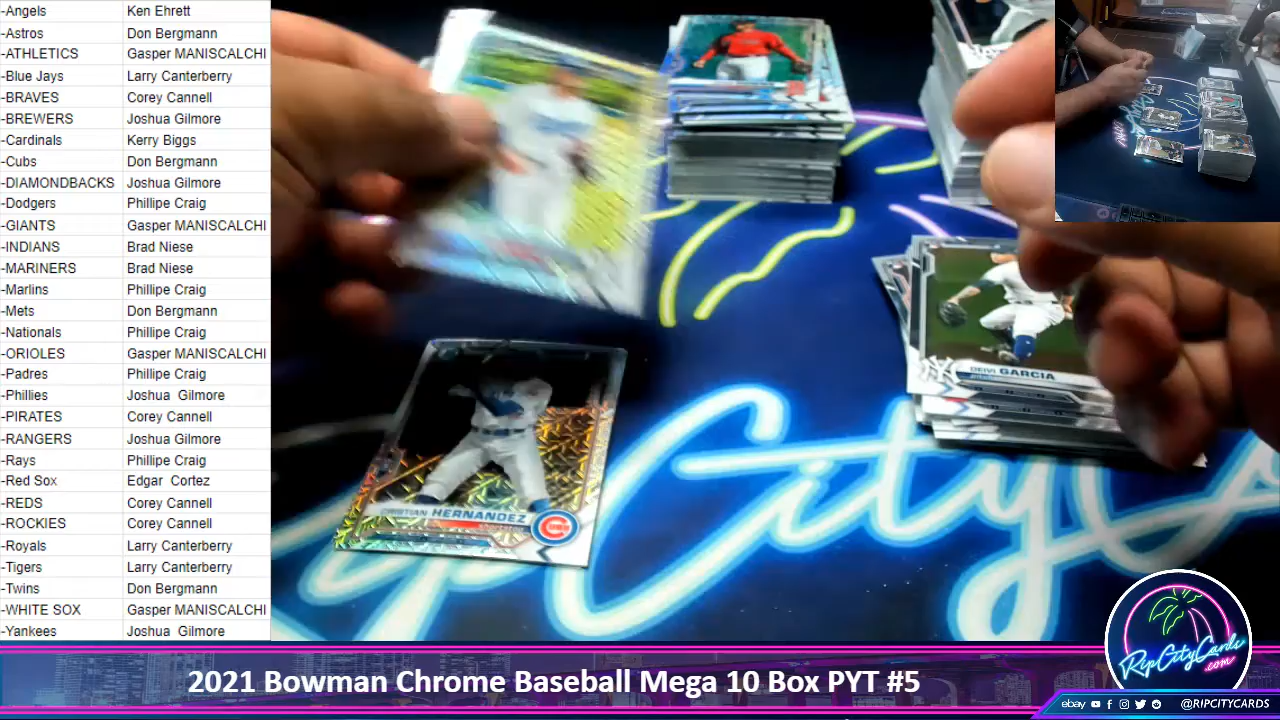 -Angels Ken Ehrett
-Astros Don Bergmann
-ATHLETICS Gasper MANISCALCHI
-Blue Jays Larry Canterberry
-BRAVES Corey Cannell
-BREWERS Joshua Gilmore
-Cardinals Kerry Biggs
-Cubs Don Bergmann
-DIAMONDBACKS Joshua Gilmore
-Dodgers Phillipe Craig
-GIANTS Gasper MANISCALCHI
-INDIANS Brad Niese
-MARINERS Brad Niese
-Marlins Phillipe Craig
-Mets Don Bergmann
-Nationals Phillipe Craig
-ORIOLES Gasper MANISCALCHI
-Padres Phillipe Craig
-Phillies Joshua Gilmore
-PIRATES Corey Cannell
-RANGERS Joshua Gilmore
-Rays Phillipe Craig
-Red Sox Edgar Cortez
-REDS Corey Cannell
-ROCKIES Corey Cannell
-Royals Larry Canterberry
-Tigers Larry Canterberry
-Twins Don Bergmann
-WHITE SOX Gasper MANISCALCHI
-Yankees Joshua Gilmore
DEIVI GARCIA
CRISTIAN HERNANDEZ
pCity C
2021 Bowman Chrome Baseball Mega 10 Box PYT #5
RipCityCards
.com
ebay @RIPCITYCARDS